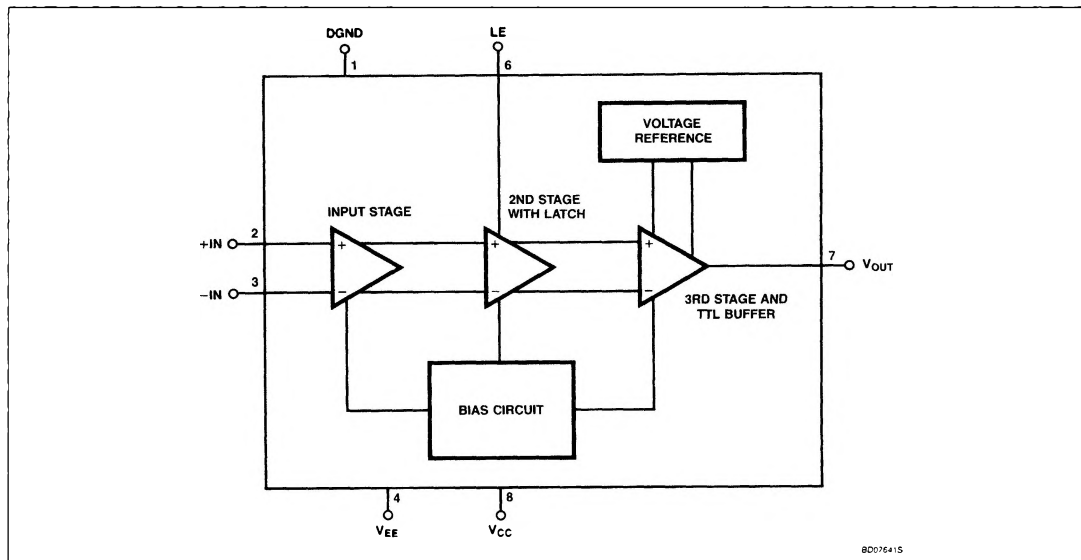 DGND
1
LE
6
VOLTAGE
REFERENCE
2ND STAGE
WITH LATCH
INPUT STAGE
+IN
2
+
+
+
7
VOUT
−IN
3
−
−
−
3RD STAGE AND
TTL BUFFER
BIAS CIRCUIT
4
VEE
8
VCC
BD07641S